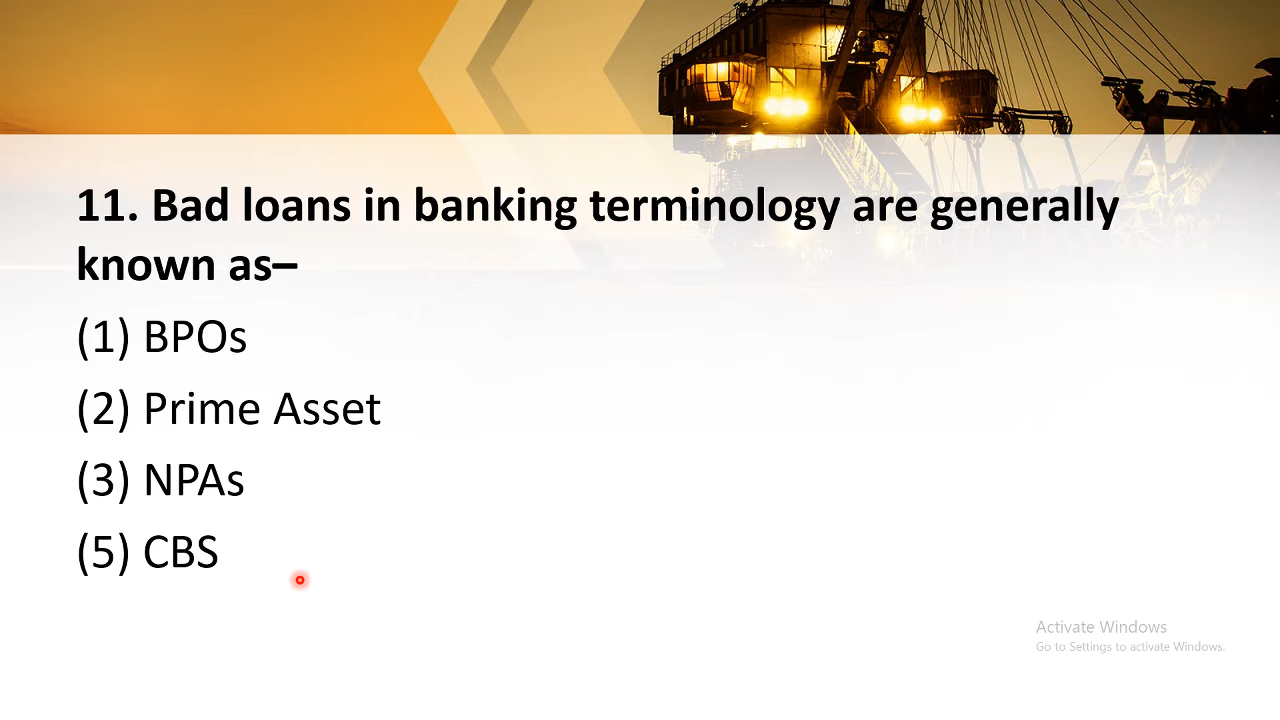 11. Bad loans in banking terminology are generally
known as–
(1) BPOs
(2) Prime Asset
(3) NPAs
(5) CBS
Activate Windows
Go to Settings to activate Windows.